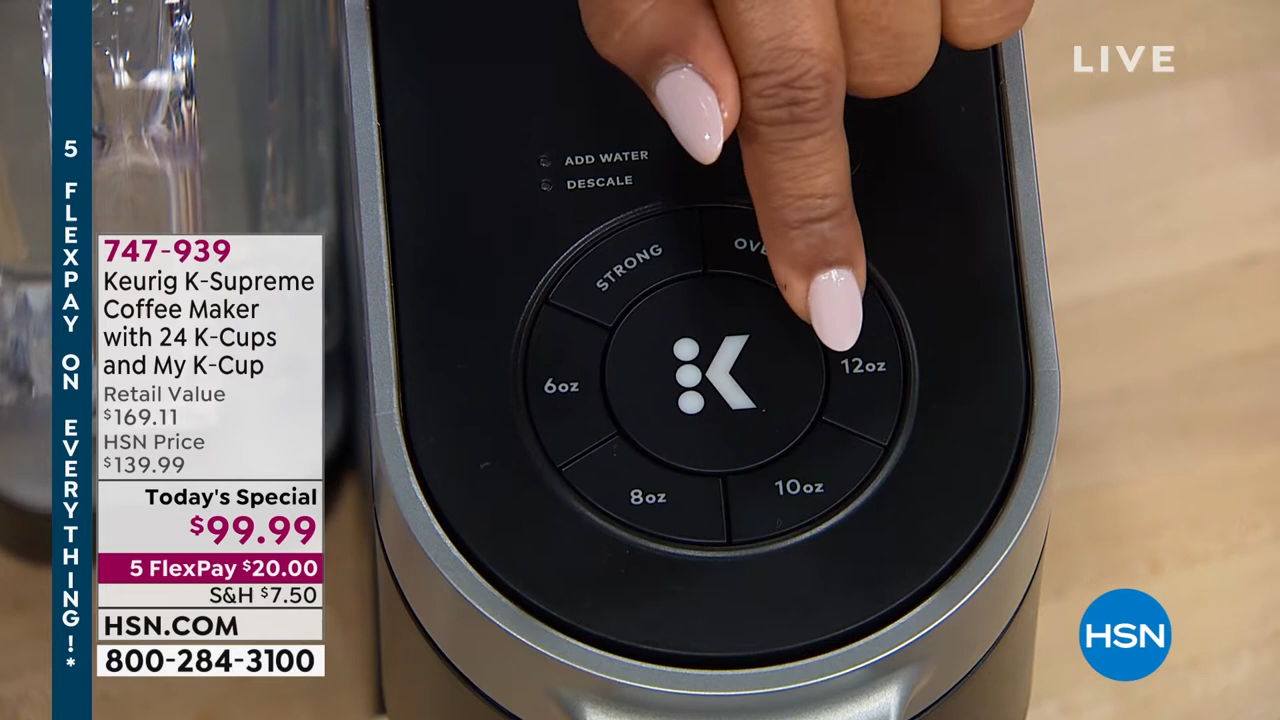 LIVE
5 FLEXPAY ON EVERYTHING!*
747-939
Keurig K-Supreme
Coffee Maker
with 24 K-Cups
and My K-Cup
Retail Value
$169.11
HSN Price
$139.99
Today's Special
$99.99
5 FlexPay $20.00
S&H $7.50
HSN.COM
800-284-3100
ADD WATER
DESCALE
STRONG
6oz
K
12oz
8oz
10oz
HSN